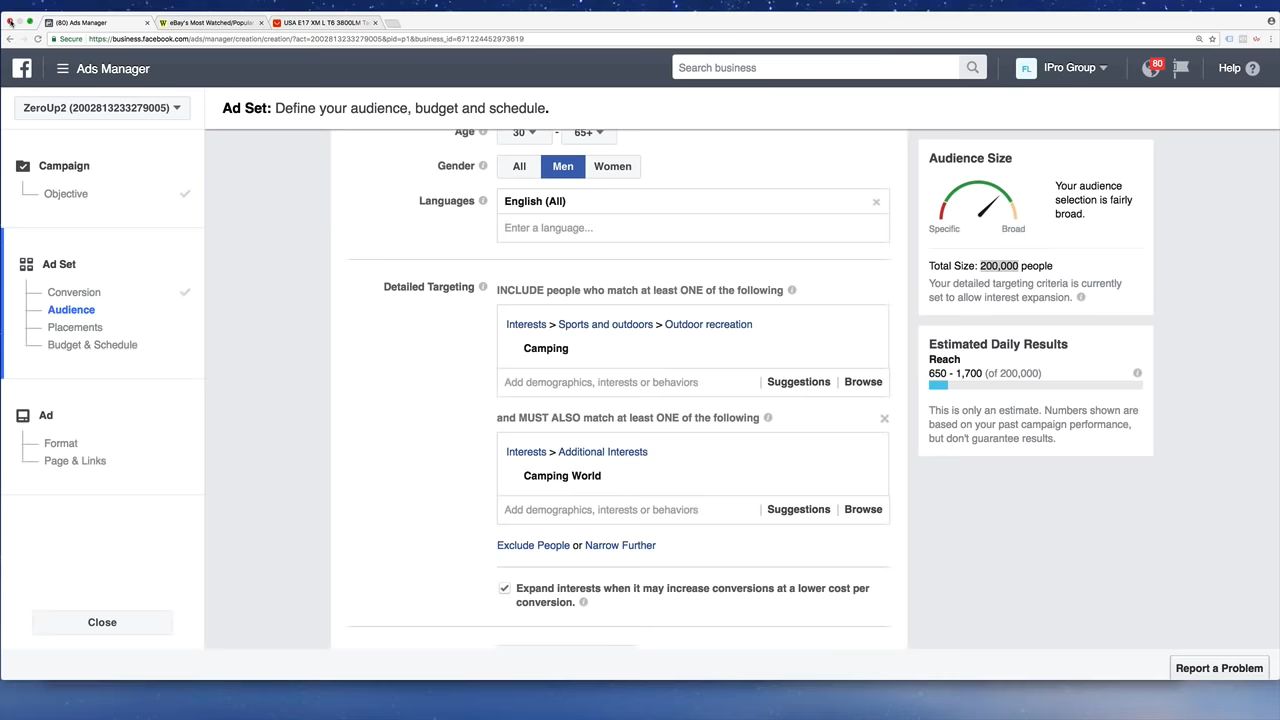 (80) Ads Manager
eBay's Most Watched/Popula
USA E17 XM L T6 3800LM Ta
Secure
https://business.facebook.com/ads/manager/creation/creation/?act=2002813233279005&pid=p1&business_id=671224452973619
Ads Manager
Search business
FL
IPro Group
80
Help
ZeroUp2 (2002813233279005)
Ad Set: Define your audience, budget and schedule.
Campaign
Objective
Ad Set
Conversion
Audience
Placements
Budget & Schedule
Ad
Format
Page & Links
Close
Age
30
-
65+
Gender
All
Men
Women
Languages
English (All)
Enter a language...
Detailed Targeting
INCLUDE people who match at least ONE of the following
Interests > Sports and outdoors > Outdoor recreation
Camping
Add demographics, interests or behaviors
Suggestions
Browse
and MUST ALSO match at least ONE of the following
Interests > Additional Interests
Camping World
Add demographics, interests or behaviors
Suggestions
Browse
Exclude People or Narrow Further
Expand interests when it may increase conversions at a lower cost per
conversion.
Audience Size
Specific
Broad
Your audience
selection is fairly
broad.
Total Size: 200,000 people
Your detailed targeting criteria is currently
set to allow interest expansion.
Estimated Daily Results
Reach
650 - 1,700 (of 200,000)
This is only an estimate. Numbers shown are
based on your past campaign performance,
but don't guarantee results.
Report a Problem